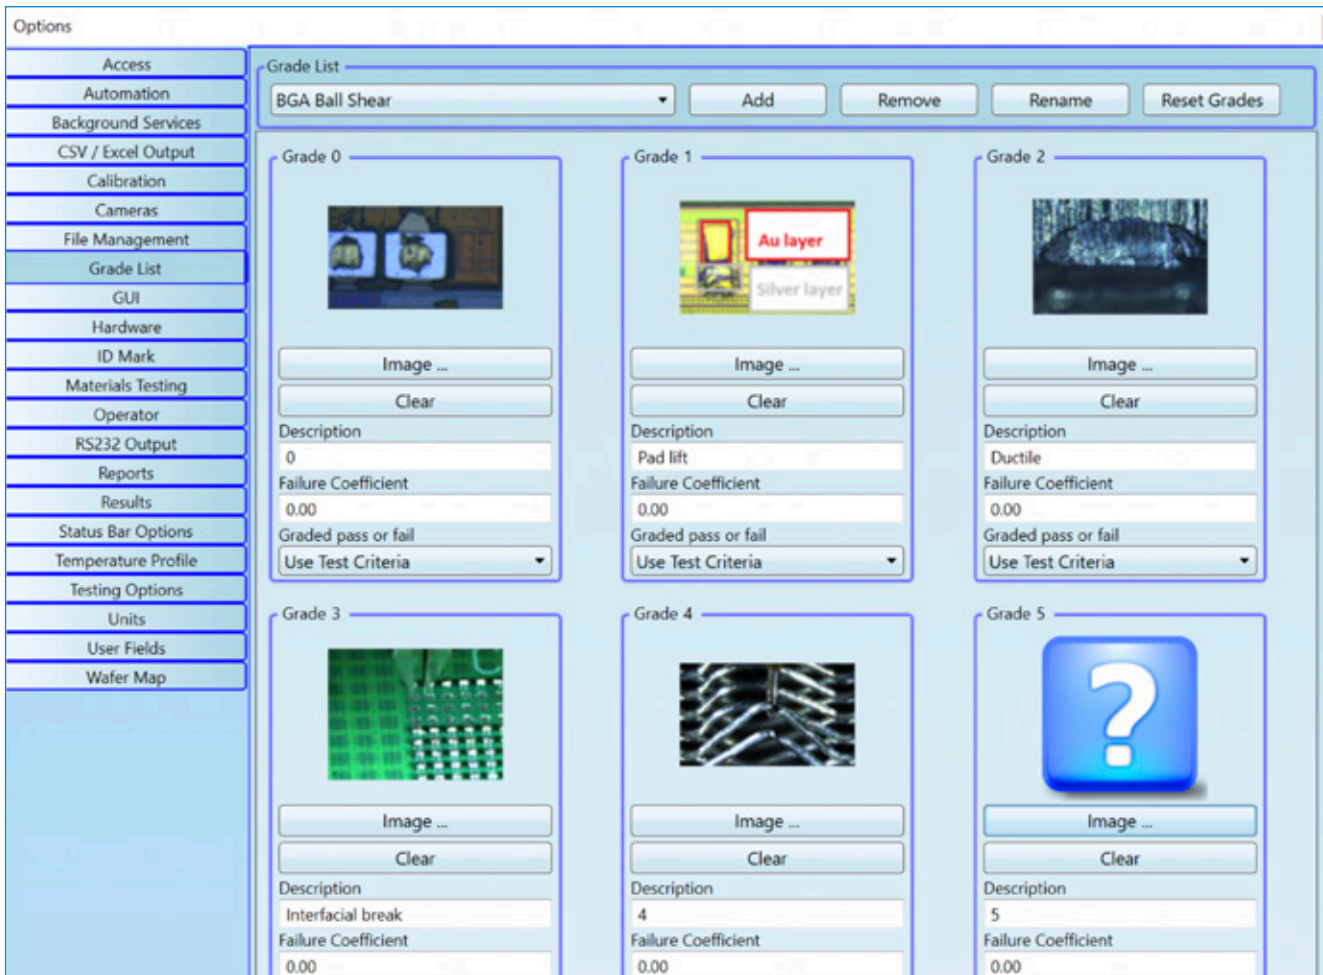 Options
Access
Automation
Background Services
CSV / Excel Output
Calibration
Cameras
File Management
Grade List
GUI
Hardware
ID Mark
Materials Testing
Operator
RS232 Output
Reports
Results
Status Bar Options
Temperature Profile
Testing Options
Units
User Fields
Wafer Map
Grade List
BGA Ball Shear Add Remove Rename Reset Grades
Grade 0
Image ...
Clear
Description
0
Failure Coefficient
0.00
Graded pass or fail
Use Test Criteria
Grade 1
Au layer
Silver layer
Image ...
Clear
Description
Pad lift
Failure Coefficient
0.00
Graded pass or fail
Use Test Criteria
Grade 2
Image ...
Clear
Description
Ductile
Failure Coefficient
0.00
Graded pass or fail
Use Test Criteria
Grade 3
Image ...
Clear
Description
Interfacial break
Failure Coefficient
0.00
Grade 4
Image ...
Clear
Description
4
Failure Coefficient
0.00
Grade 5
?
Image ...
Clear
Description
5
Failure Coefficient
0.00